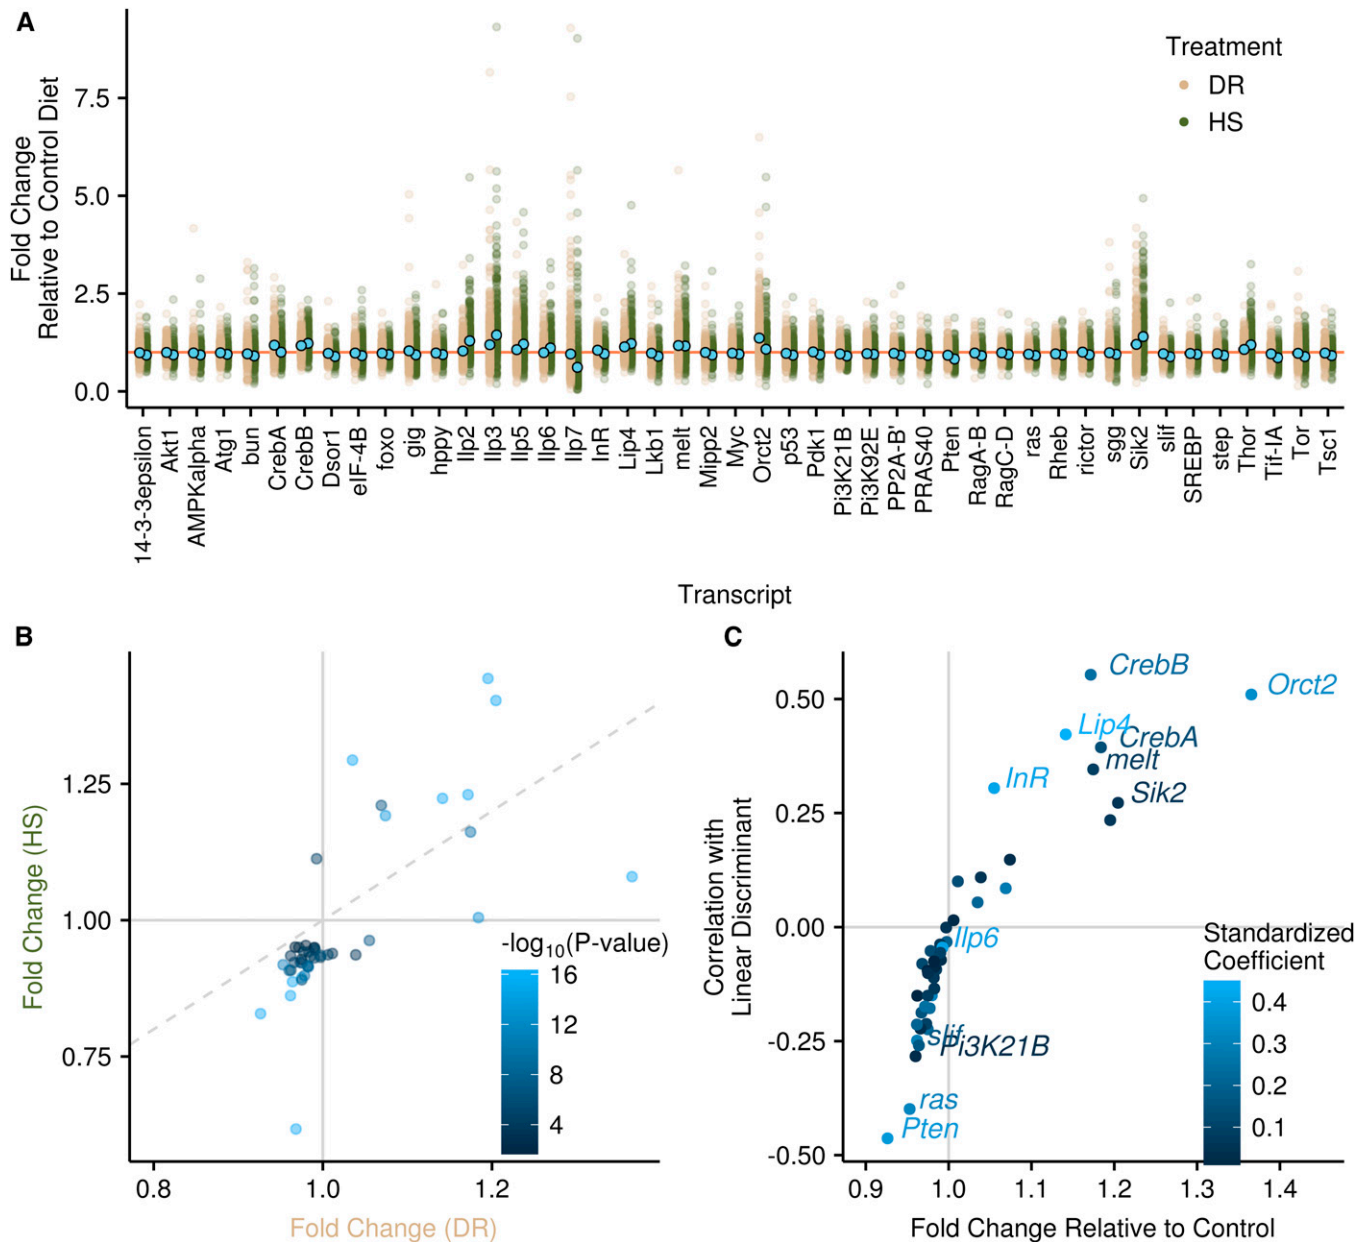 A
Fold Change
Relative to Control Diet
7.5
5.0
2.5
0.0
Treatment
DR
HS
14-3-3epsilon
Akt1
AMPKalpha
Atg1
bun
CrebA
CrebB
Dsor1
eIF-4B
foxo
gig
hppy
Ilp2
Ilp3
Ilp5
Ilp6
Ilp7
InR
Lip4
Lkb1
melt
Mipp2
Myc
Orct2
p53
Pdk1
Pi3K21B
Pi3K92E
PP2A-B'
PRAS40
Pten
RagA-B
RagC-D
ras
Rheb
rictor
sgg
Sik2
slif
SREBP
step
Thor
Tif-IA
Tor
Tsc1
Transcript
B
Fold Change (HS)
1.25
1.00
0.75
-log10(P-value)
16
12
8
4
0.8
1.0
1.2
Fold Change (DR)
C
Correlation with
Linear Discriminant
0.50
0.25
0.00
-0.25
-0.50
CrebB
Orct2
Lip4
CrebA
melt
InR
Sik2
Ilp6
slif
Pi3K21B
ras
Pten
Standardized
Coefficient
0.4
0.3
0.2
0.1
0.9
1.0
1.1
1.2
1.3
1.4
Fold Change Relative to Control